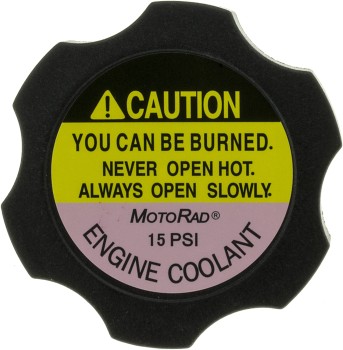 CAUTION
YOU CAN BE BURNED.
NEVER OPEN HOT.
ALWAYS OPEN SLOWLY.
MOTORAD®
15 PSI
ENGINE COOLANT